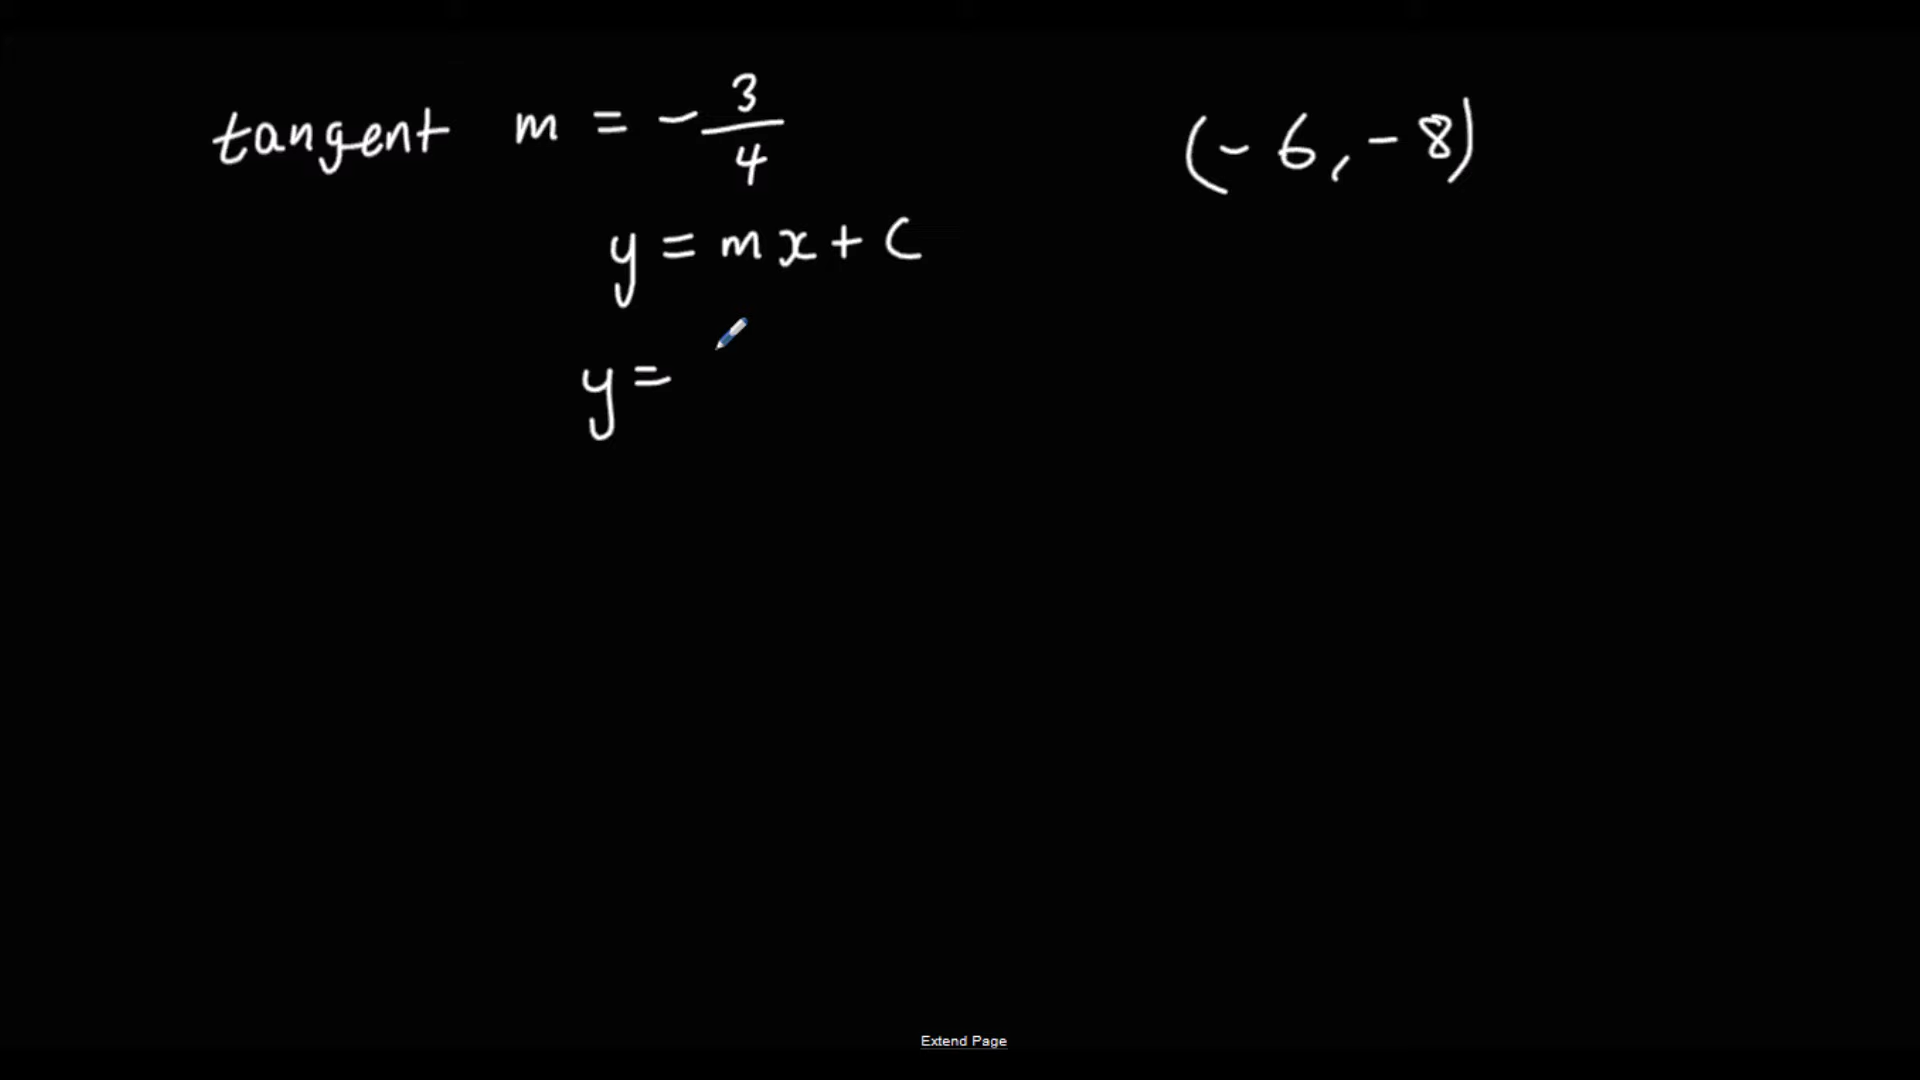 tangent m = - 3/4 (-6, -8)
y = mx + c
y =
Extend Page